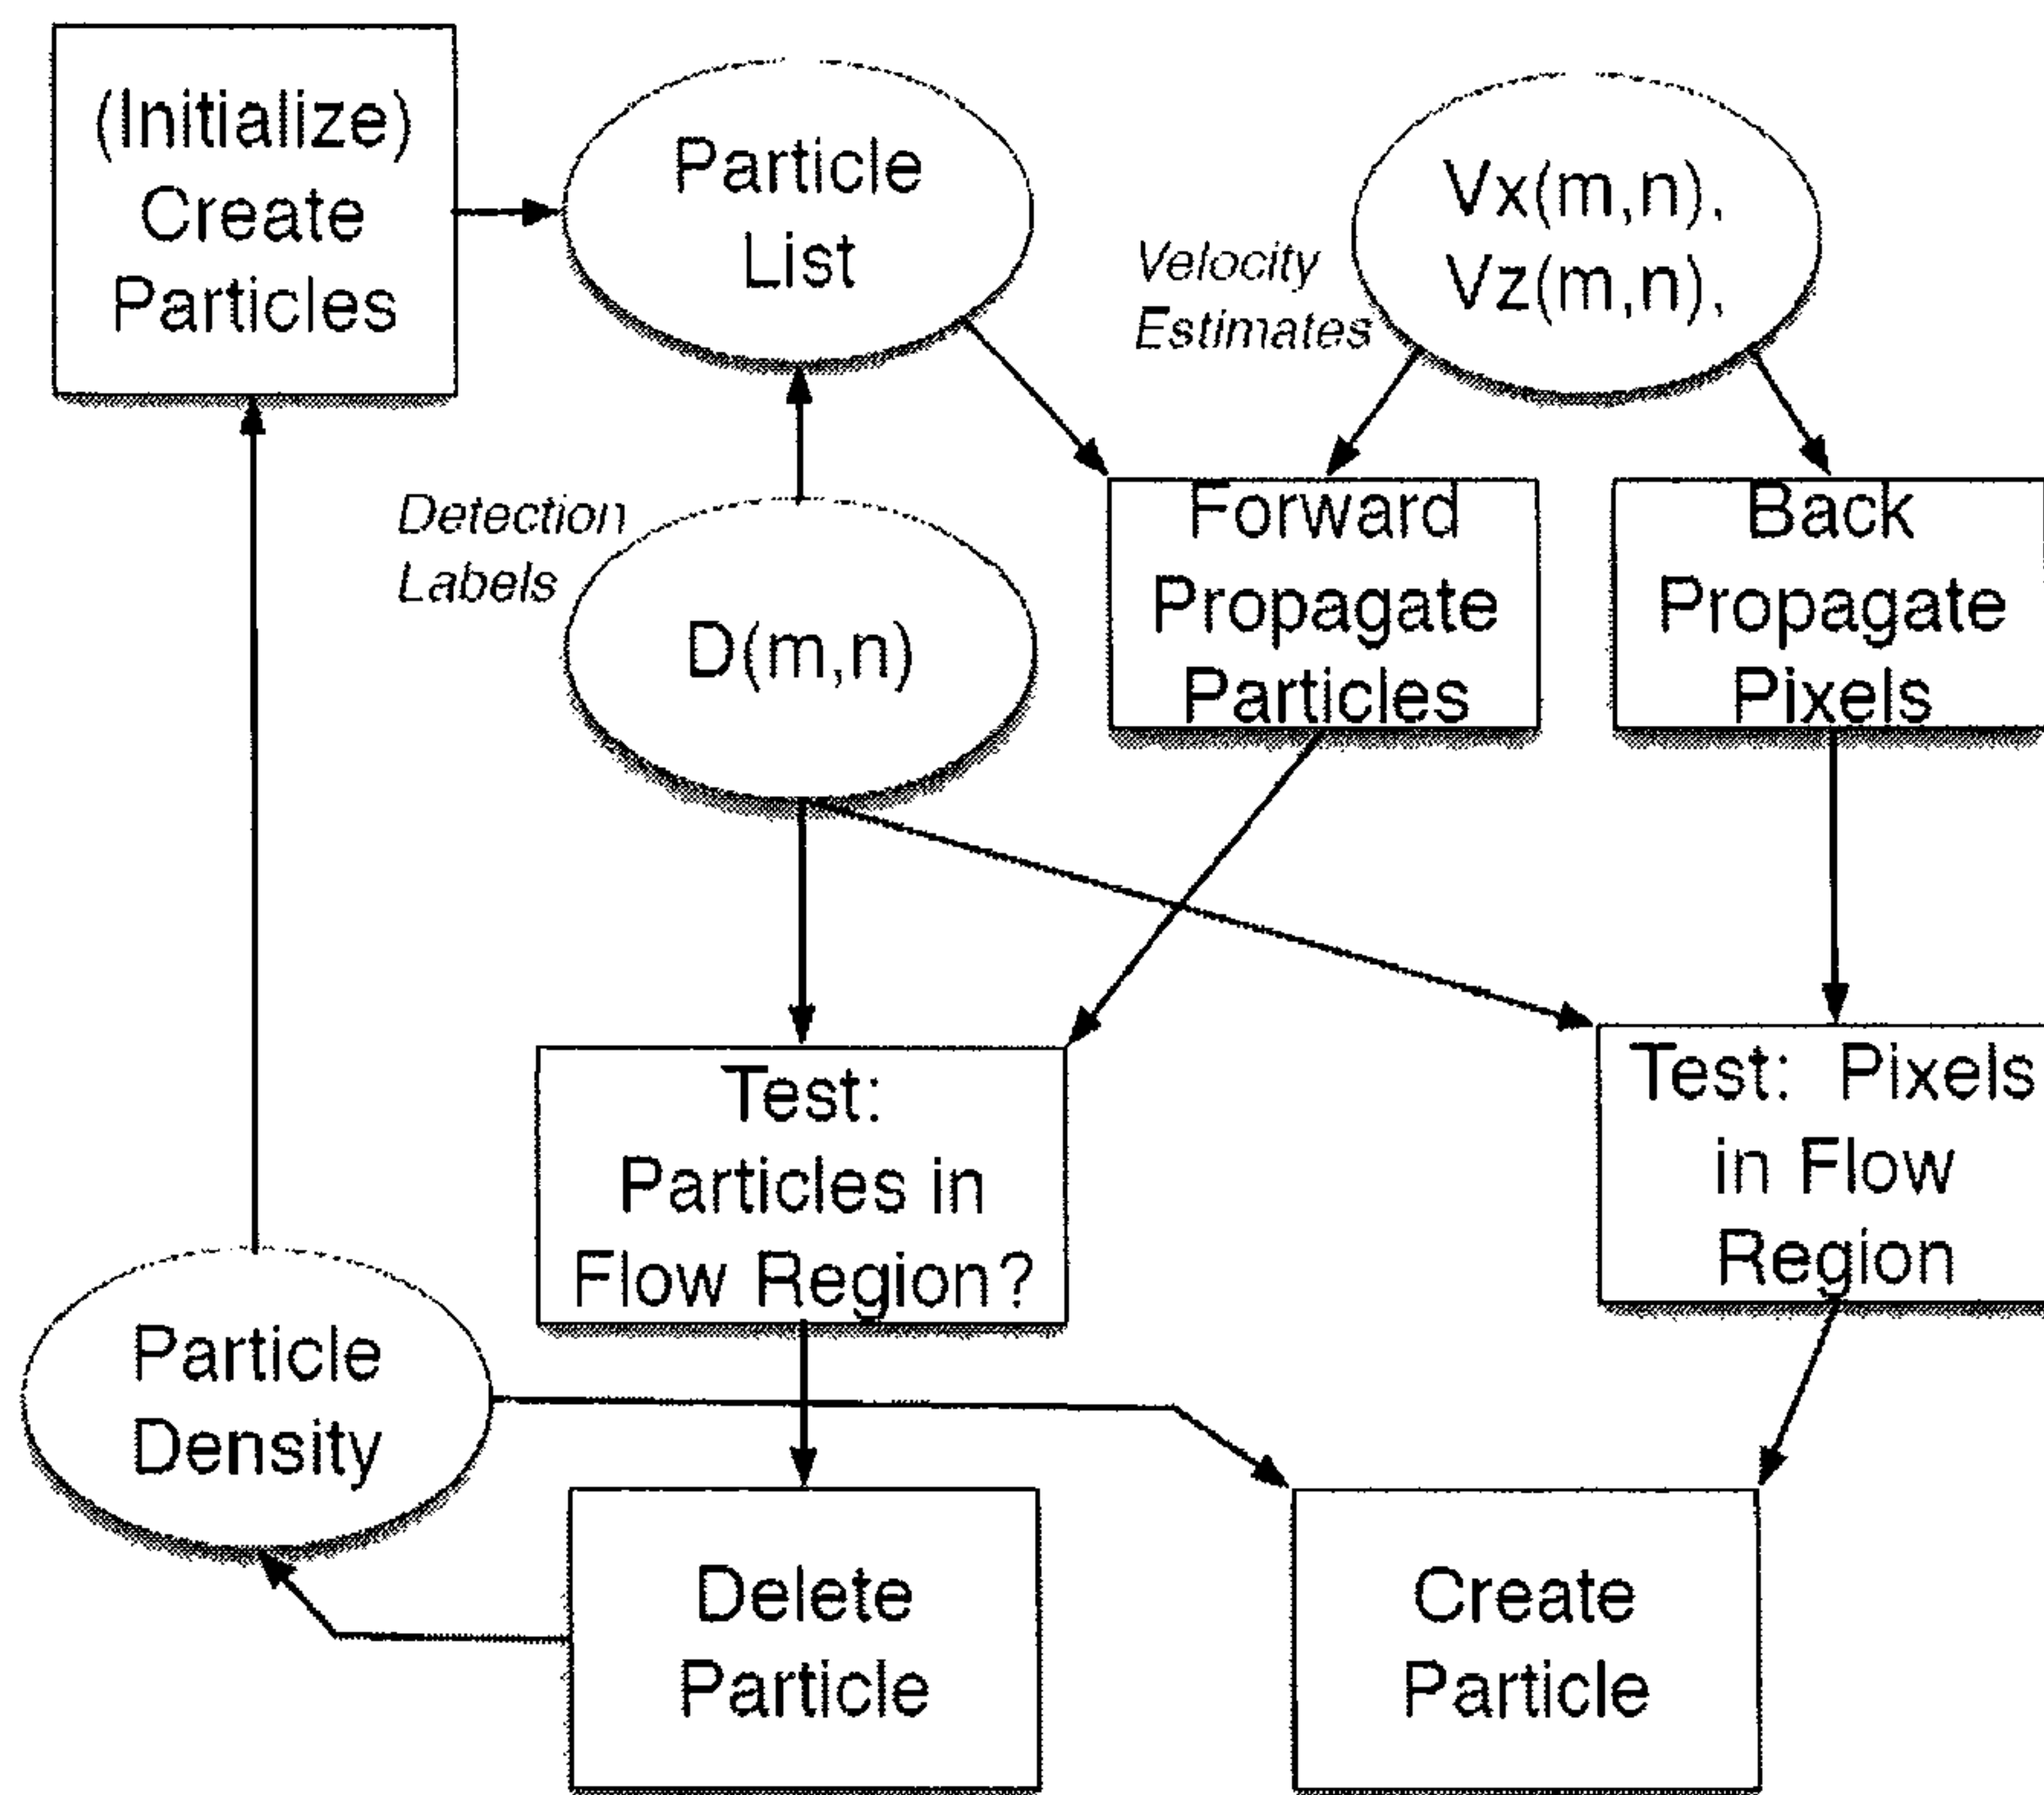 (Initialize)
Create
Particles
Particle
List
Velocity
Estimates
Vx(m,n),
Vz(m,n),
Detection
Labels
D(m,n)
Forward
Propagate
Particles
Back
Propagate
Pixels
Test:
Particles in
Flow Region?
Test: Pixels
in Flow
Region
Particle
Density
Delete
Particle
Create
Particle